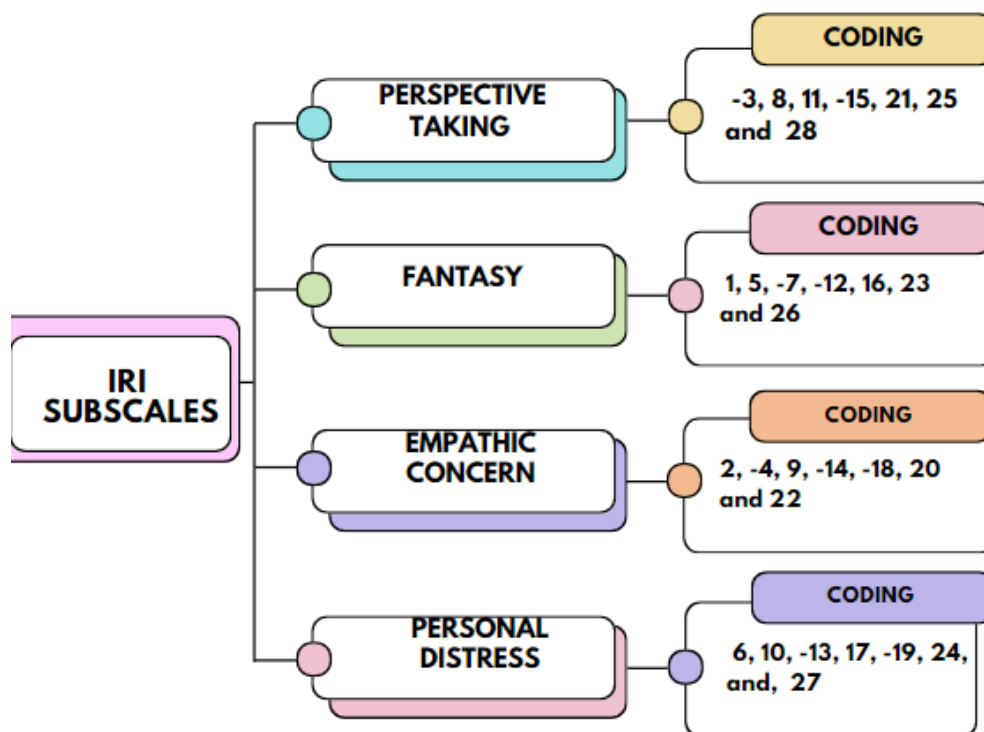 IRI
SUBSCALES
PERSPECTIVE
TAKING
CODING
-3, 8, 11, -15, 21, 25
and 28
FANTASY
CODING
1, 5, -7, -12, 16, 23
and 26
EMPATHIC
CONCERN
CODING
2, -4, 9, -14, -18, 20
and 22
PERSONAL
DISTRESS
CODING
6, 10, -13, 17, -19, 24,
and, 27